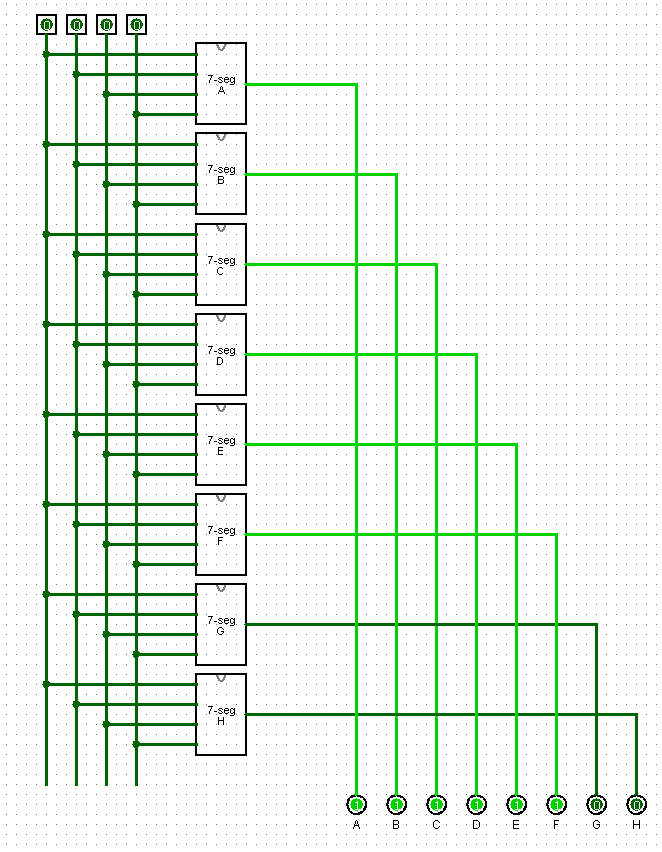 0 0 0 0
7-seg
A
7-seg
B
7-seg
C
7-seg
D
7-seg
E
7-seg
F
7-seg
G
7-seg
H
1 1 1 1 1 1 0 0
A B C D E F G H